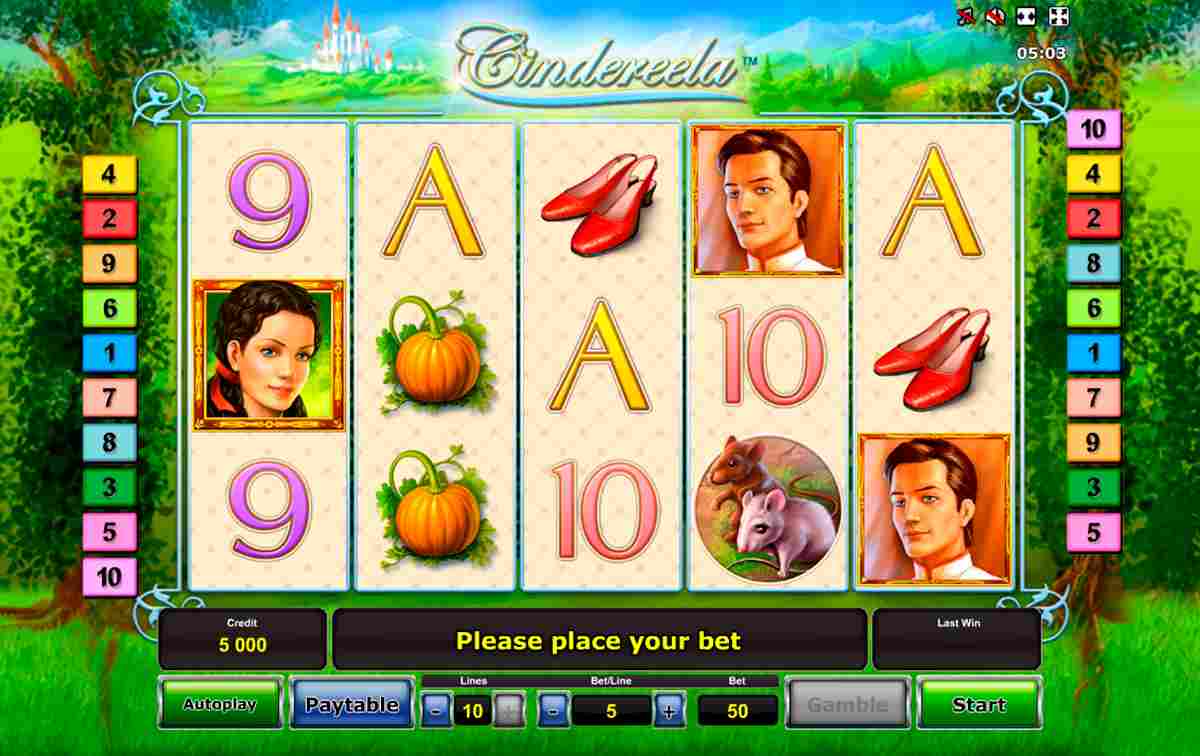 Cindereela™
05:03
10
4 4
2 2
9 8
6 6
1 1
7 7
8 9
3 3
5 5
10
9 A A
A 10
9 10
Credit
5 000
Please place your bet
Last Win
Lines Bet/Line Bet
Autoplay Paytable - 10 + - 5 + 50 Gamble Start